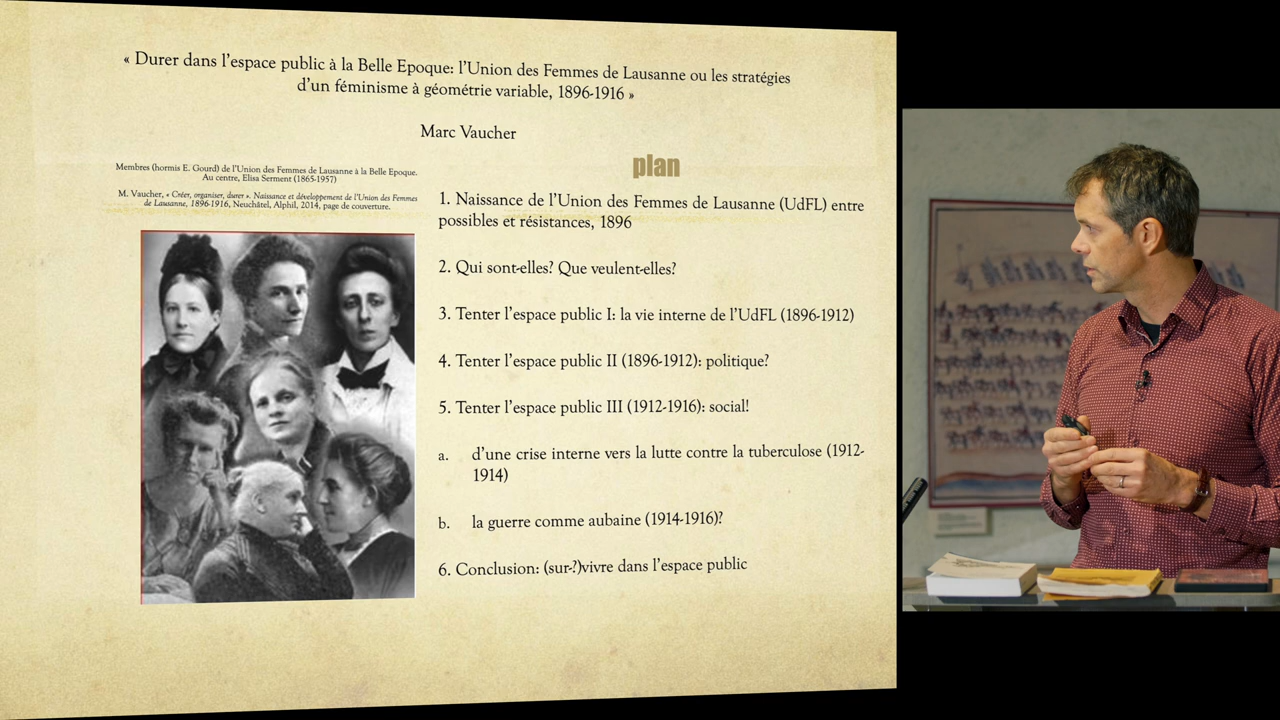 « Durer dans l'espace public à la Belle Epoque: l'Union des Femmes de Lausanne ou les stratégies
d'un féminisme à géométrie variable, 1896-1916 »
Marc Vaucher
Membres (hormis E. Gourd) de l'Union des Femmes de Lausanne à la Belle Epoque.
Au centre, Elisa Serment (1865-1957)
M. Vaucher, « Créer, organiser, durer ». Naissance et développement de l'Union des Femmes
de Lausanne, 1896-1916, Neuchâtel, Alphil, 2014, page de couverture.
plan
1. Naissance de l'Union des Femmes de Lausanne (UdFL) entre
possibles et résistances, 1896
2. Qui sont-elles? Que veulent-elles?
3. Tenter l'espace public I: la vie interne de l'UdFL (1896-1912)
4. Tenter l'espace public II (1896-1912): politique?
5. Tenter l'espace public III (1912-1916): social!
a. d'une crise interne vers la lutte contre la tuberculose (1912-
1914)
b. la guerre comme aubaine (1914-1916)?
6. Conclusion: (sur-?)vivre dans l'espace public